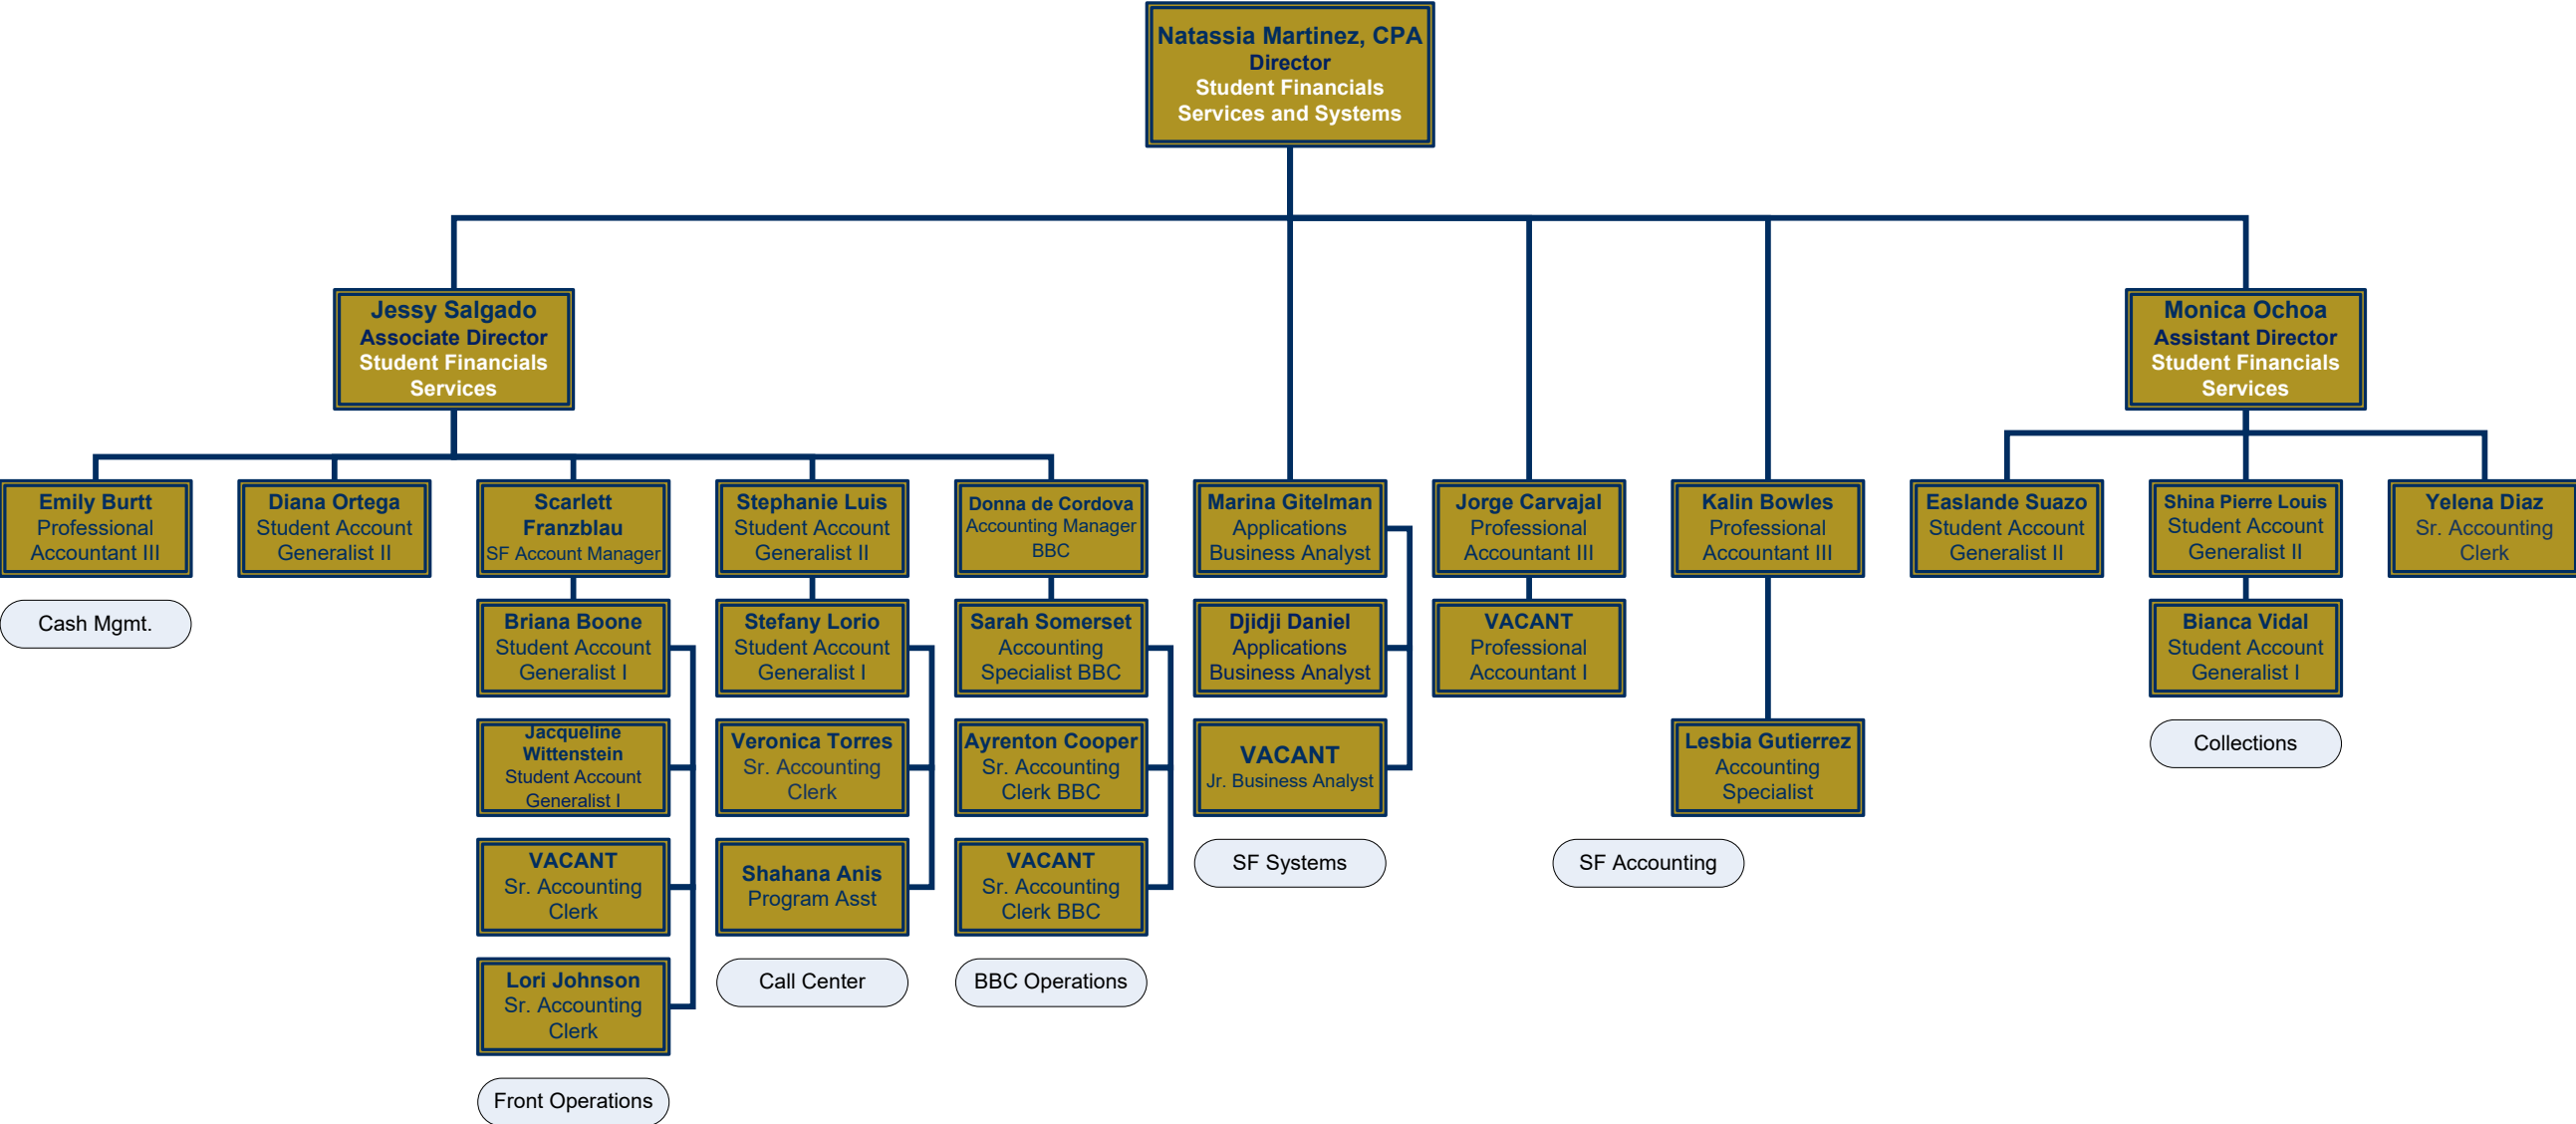 Natassia Martinez, CPA
Director
Student Financials
Services and Systems
Jessy Salgado
Associate Director
Student Financials
Services
Monica Ochoa
Assistant Director
Student Financials
Services
Emily Burtt
Professional
Accountant III
Diana Ortega
Student Account
Generalist II
Scarlett
Franzblau
SF Account Manager
Stephanie Luis
Student Account
Generalist II
Donna de Cordova
Accounting Manager
BBC
Marina Gitelman
Applications
Business Analyst
Jorge Carvajal
Professional
Accountant III
Kalin Bowles
Professional
Accountant III
Easlande Suazo
Student Account
Generalist II
Shina Pierre Louis
Student Account
Generalist II
Yelena Diaz
Sr. Accounting
Clerk
Cash Mgmt.
Briana Boone
Student Account
Generalist I
Stefany Lorio
Student Account
Generalist I
Sarah Somerset
Accounting
Specialist BBC
Djidji Daniel
Applications
Business Analyst
VACANT
Professional
Accountant I
Bianca Vidal
Student Account
Generalist I
Jacqueline
Wittenstein
Student Account
Generalist I
Veronica Torres
Sr. Accounting
Clerk
Ayrenton Cooper
Sr. Accounting
Clerk BBC
VACANT
Jr. Business Analyst
Lesbia Gutierrez
Accounting
Specialist
Collections
VACANT
Sr. Accounting
Clerk
Shahana Anis
Program Asst
VACANT
Sr. Accounting
Clerk BBC
SF Systems
SF Accounting
Lori Johnson
Sr. Accounting
Clerk
Call Center
BBC Operations
Front Operations